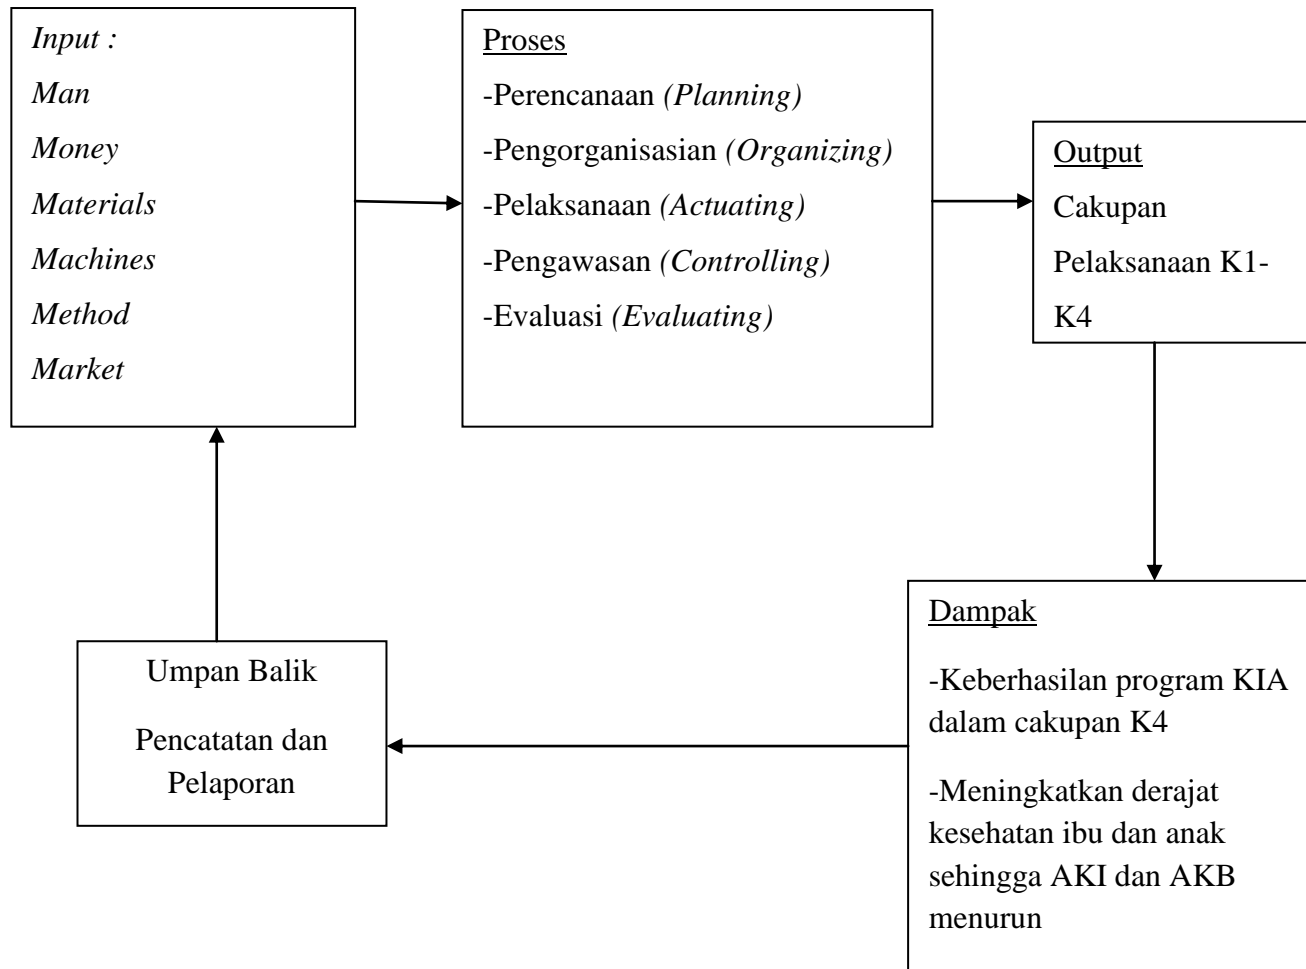 Input :
Man
Money
Materials
Machines
Method
Market
Proses
-Perencanaan (Planning)
-Pengorganisasian (Organizing)
-Pelaksanaan (Actuating)
-Pengawasan (Controlling)
-Evaluasi (Evaluating)
Output
Cakupan
Pelaksanaan K1-
K4
Dampak
-Keberhasilan program KIA
dalam cakupan K4
-Meningkatkan derajat
kesehatan ibu dan anak
sehingga AKI dan AKB
menurun
Umpan Balik
Pencatatan dan
Pelaporan